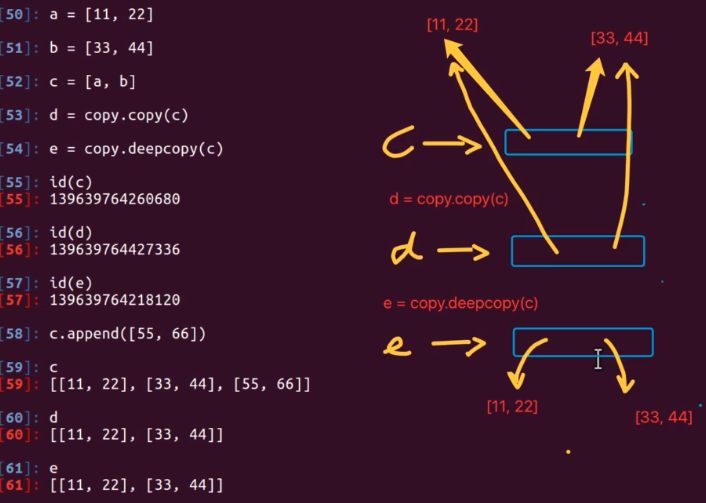 [50]: a = [11, 22]
[51]: b = [33, 44]
[52]: c = [a, b]
[53]: d = copy.copy(c)
[54]: e = copy.deepcopy(c)
[55]: id(c)
[55]: 139639764260680
[56]: id(d)
[56]: 139639764427336
[57]: id(e)
[57]: 139639764218120
[58]: c.append([55, 66])
[59]: c
[59]: [[11, 22], [33, 44], [55, 66]]
[60]: d
[60]: [[11, 22], [33, 44]]
[61]: e
[61]: [[11, 22], [33, 44]]
[11, 22]
[33, 44]
c
d = copy.copy(c)
d
e = copy.deepcopy(c)
e
[11, 22]
[33, 44]